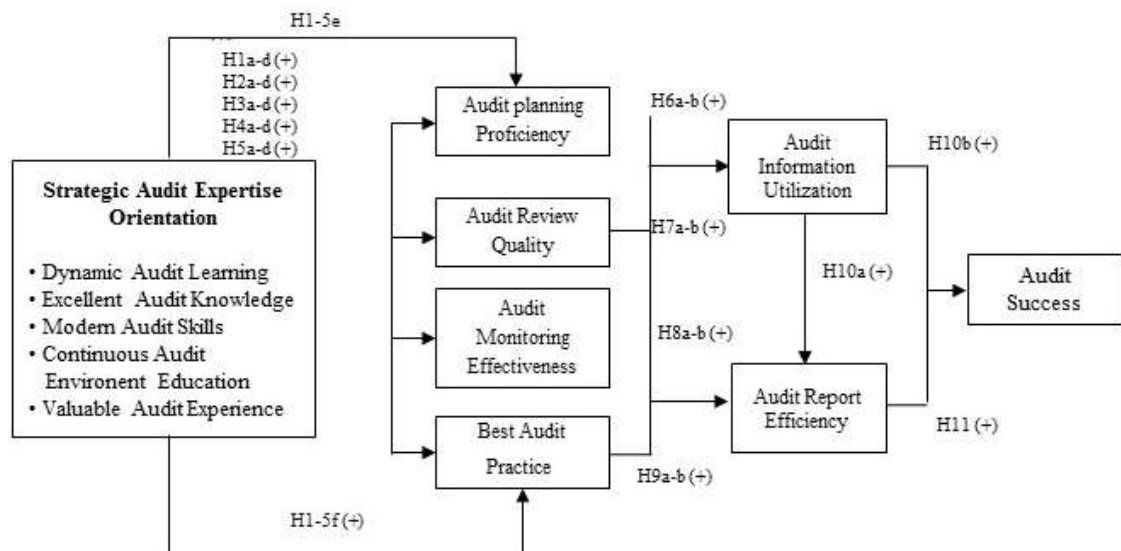 H1-5e
H1a-d (+)
H2a-d (+)
H3a-d (+)
H4a-d (+)
H5a-d (+)
Strategic Audit Expertise
Orientation
• Dynamic Audit Learning
• Excellent Audit Knowledge
• Modern Audit Skills
• Continuous Audit
Environent Education
• Valuable Audit Experience
H1-5f (+)
Audit planning
Proficiency
Audit Review
Quality
Audit
Monitoring
Effectiveness
Best Audit
Practice
H6a-b (+)
H7a-b (+)
H8a-b (+)
H9a-b (+)
Audit
Information
Utilization
H10a (+)
Audit Report
Efficiency
H10b (+)
H11 (+)
Audit
Success